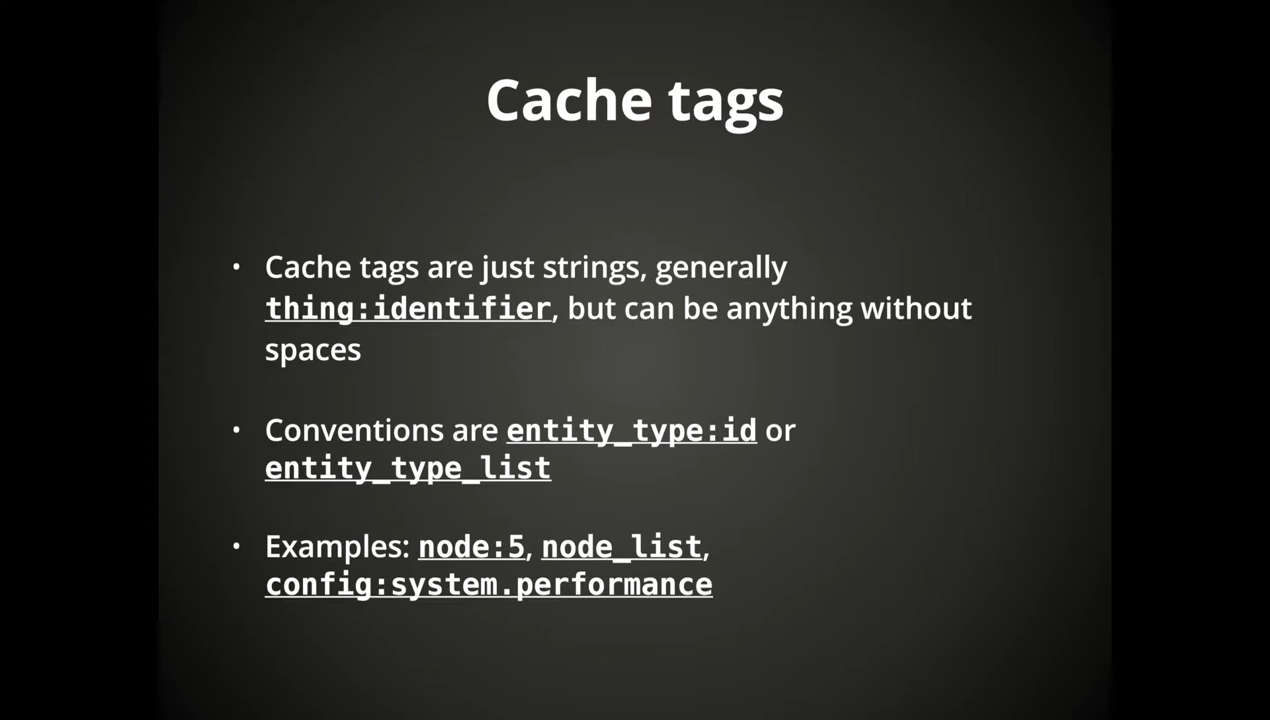 Cache tags
• Cache tags are just strings, generally
thing:identifier, but can be anything without
spaces
• Conventions are entity_type:id or
entity_type_list
• Examples: node:5, node_list,
config:system.performance